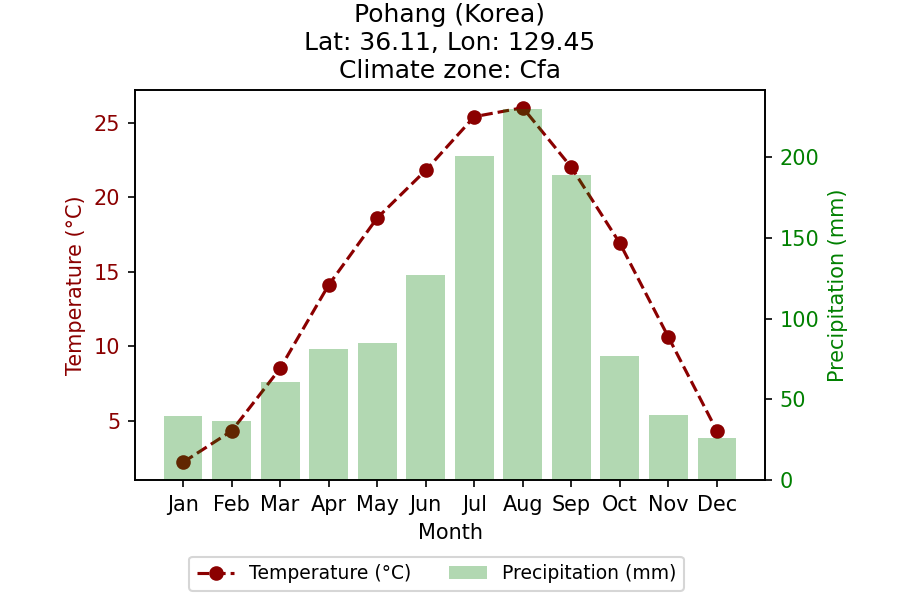 Pohang (Korea)
Lat: 36.11, Lon: 129.45
Climate zone: Cfa
25
20
15
10
5
Temperature (°C)
200
150
100
50
0
Precipitation (mm)
Jan Feb Mar Apr May Jun Jul Aug Sep Oct Nov Dec
Month
Temperature (°C) Precipitation (mm)